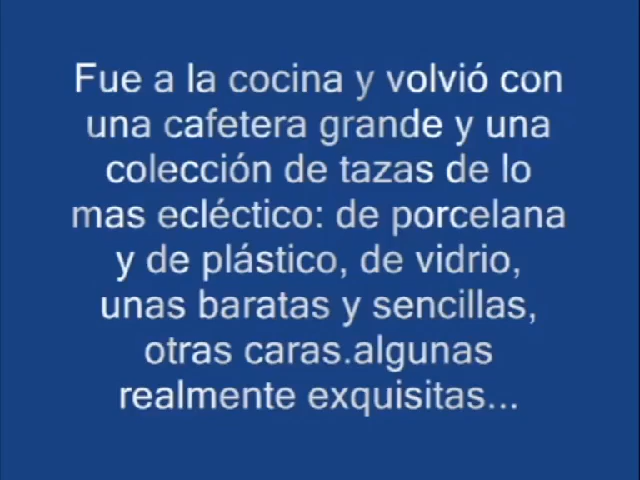 Fue a la cocina y volvió con
una cafetera grande y una
colección de tazas de lo
mas ecléctico: de porcelana
y de plástico, de vidrio,
unas baratas y sencillas,
otras caras.algunas
realmente exquisitas...